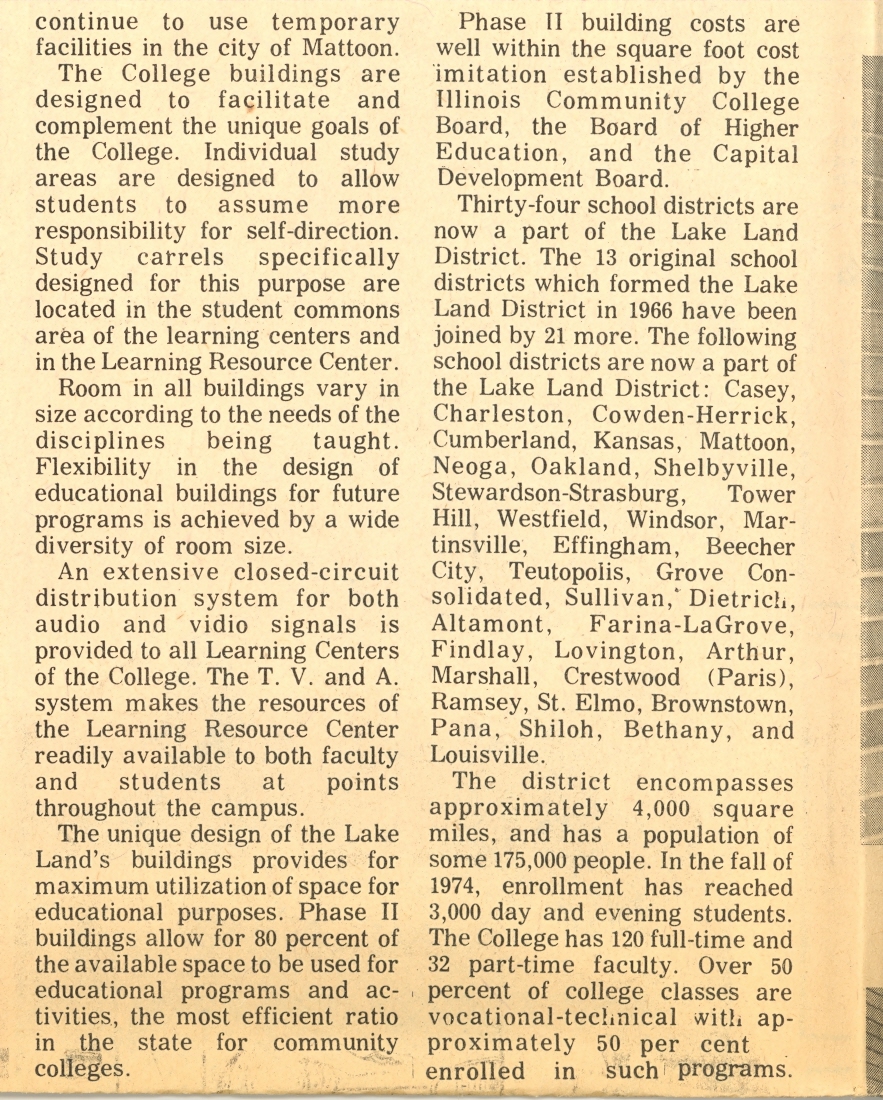 continue to use temporary
facilities in the city of Mattoon.
The College buildings are
designed to facilitate and
complement the unique goals of
the College. Individual study
areas are designed to allow
students to assume more
responsibility for self-direction.
Study carrels specifically
designed for this purpose are
located in the student commons
area of the learning centers and
in the Learning Resource Center.
Room in all buildings vary in
size according to the needs of the
disciplines being taught.
Flexibility in the design of
educational buildings for future
programs is achieved by a wide
diversity of room size.
An extensive closed-circuit
distribution system for both
audio and vidio signals is
provided to all Learning Centers
of the College. The T. V. and A.
system makes the resources of
the Learning Resource Center
readily available to both faculty
and students at points
throughout the campus.
The unique design of the Lake
Land's buildings provides for
maximum utilization of space for
educational purposes. Phase II
buildings allow for 80 percent of
the available space to be used for
educational programs and ac-
tivities, the most efficient ratio
in the state for community
colleges.
Phase II building costs are
well within the square foot cost
imitation established by the
Illinois Community College
Board, the Board of Higher
Education, and the Capital
Development Board.
Thirty-four school districts are
now a part of the Lake Land
District. The 13 original school
districts which formed the Lake
Land District in 1966 have been
joined by 21 more. The following
school districts are now a part of
the Lake Land District: Casey,
Charleston, Cowden-Herrick,
Cumberland, Kansas, Mattoon,
Neoga, Oakland, Shelbyville,
Stewardson-Strasburg, Tower
Hill, Westfield, Windsor, Mar-
tinsville, Effingham, Beecher
City, Teutopolis, Grove Con-
solidated, Sullivan, Dietrich,
Altamont, Farina-LaGrove,
Findlay, Lovington, Arthur,
Marshall, Crestwood (Paris),
Ramsey, St. Elmo, Brownstown,
Pana, Shiloh, Bethany, and
Louisville.
The district encompasses
approximately 4,000 square
miles, and has a population of
some 175,000 people. In the fall of
1974, enrollment has reached
3,000 day and evening students.
The College has 120 full-time and
32 part-time faculty. Over 50
percent of college classes are
vocational-technical with ap-
proximately 50 per cent
enrolled in such programs.